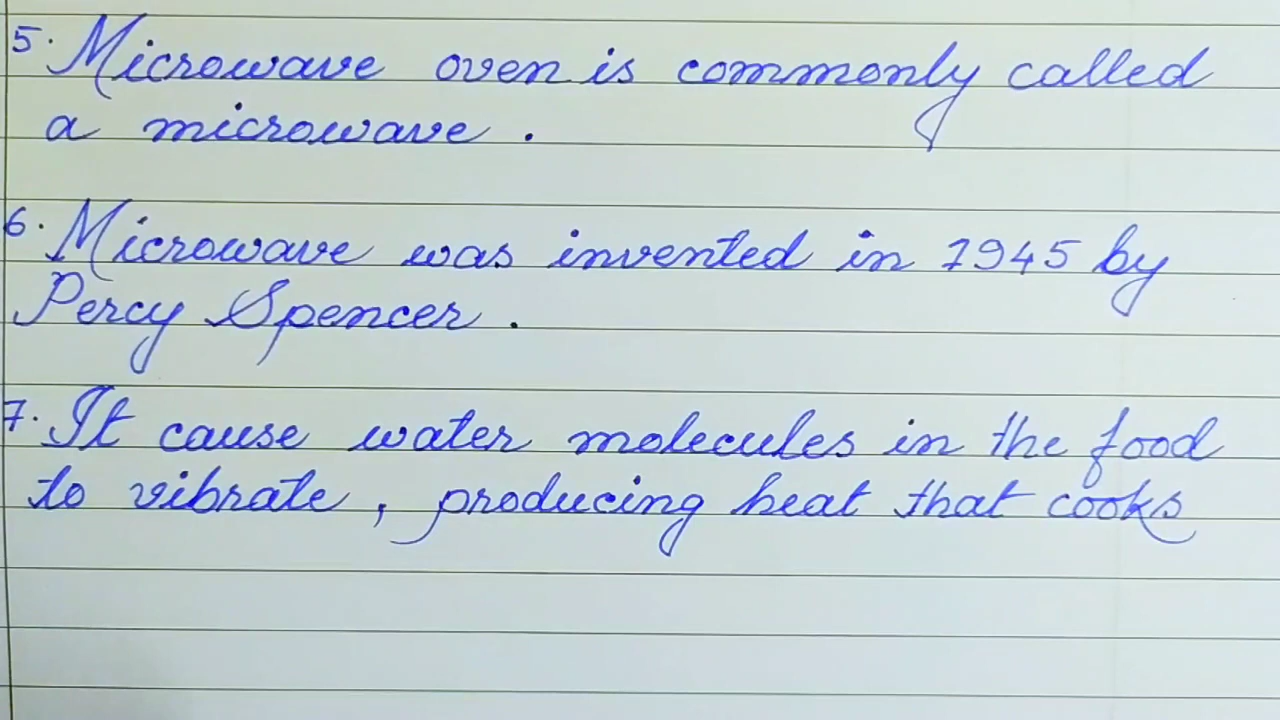 5. Microwave oven is commonly called
a microwave.
6. Microwave was invented in 1945 by
Percy Spencer.
7. It cause water molecules in the food
to vibrate, producing heat that cooks